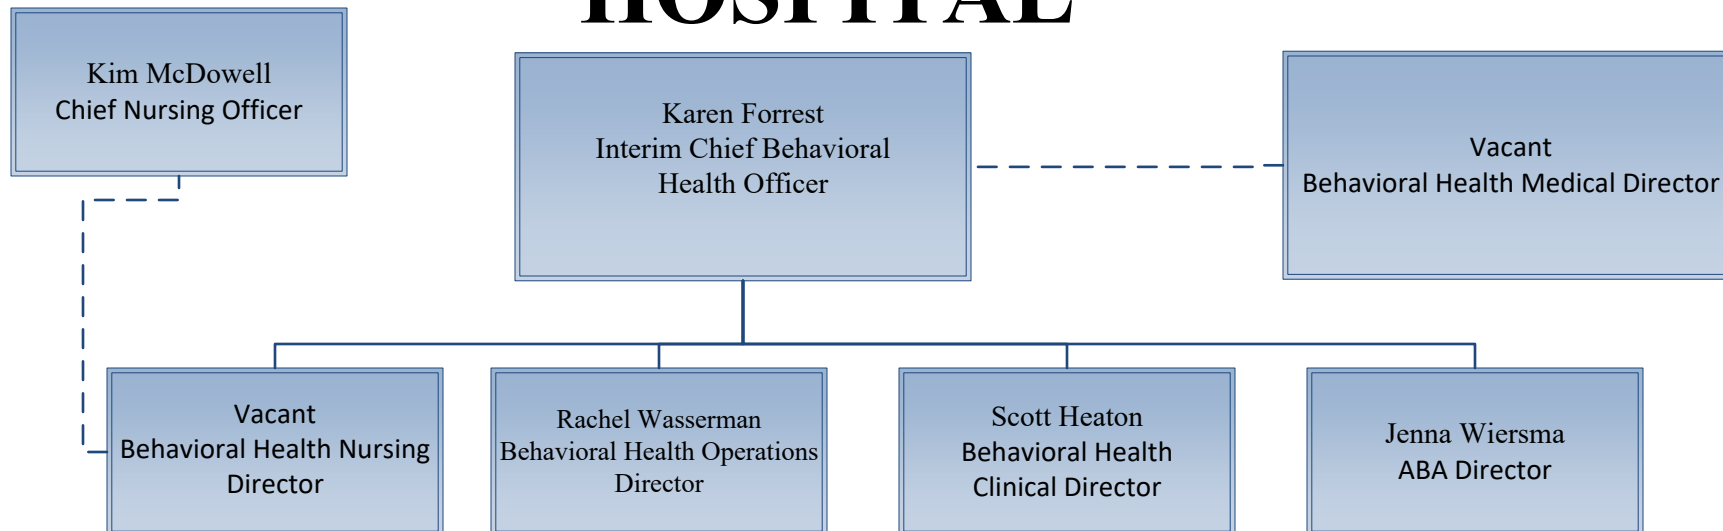 HOSPITAL
Kim McDowell
Chief Nursing Officer
Karen Forrest
Interim Chief Behavioral
Health Officer
Vacant
Behavioral Health Medical Director
Vacant
Behavioral Health Nursing
Director
Rachel Wasserman
Behavioral Health Operations
Director
Scott Heaton
Behavioral Health
Clinical Director
Jenna Wiersma
ABA Director